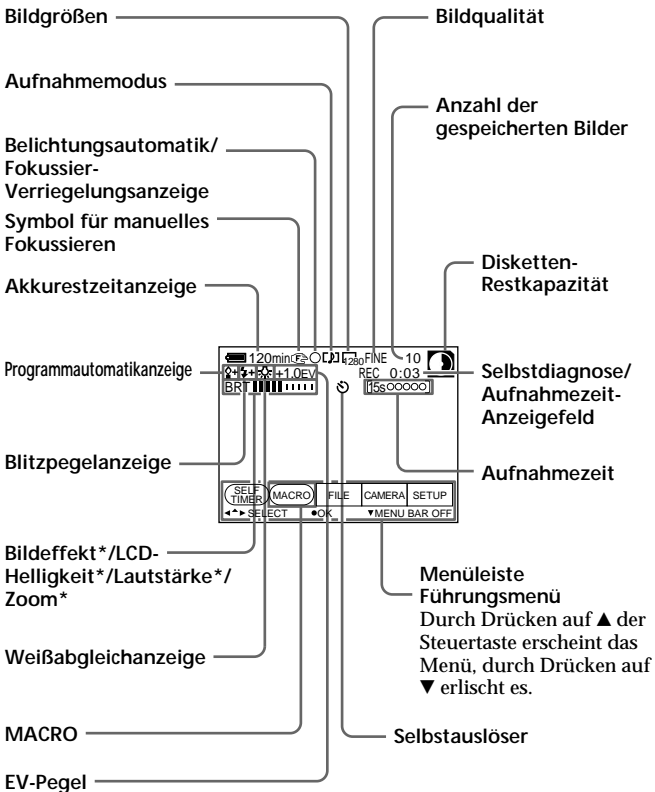 Bildgrößen
Aufnahmemodus
Belichtungsautomatik/
Fokussier-
Verriegelungsanzeige
Symbol für manuelles
Fokussieren
Akkurestzeitanzeige
Programmautomatikanzeige
Blitzpegelanzeige
Bildeffekt*/LCD-
Helligkeit*/Lautstärke*/
Zoom*
Weißabgleichanzeige
MACRO
EV-Pegel
120min 1280 FINE 10
+1.0EV REC 0:03
BRT 15s
SELF
TIMER MACRO FILE CAMERA SETUP
SELECT ●OK ▼MENU BAR OFF
Bildqualität
Anzahl der
gespeicherten Bilder
Disketten-
Restkapazität
Selbstdiagnose/
Aufnahmezeit-
Anzeigefeld
Aufnahmezeit
Menüleiste
Führungsmenü
Durch Drücken auf ▲ der
Steuertaste erscheint das
Menü, durch Drücken auf
▼ erlischt es.
Selbstauslöser